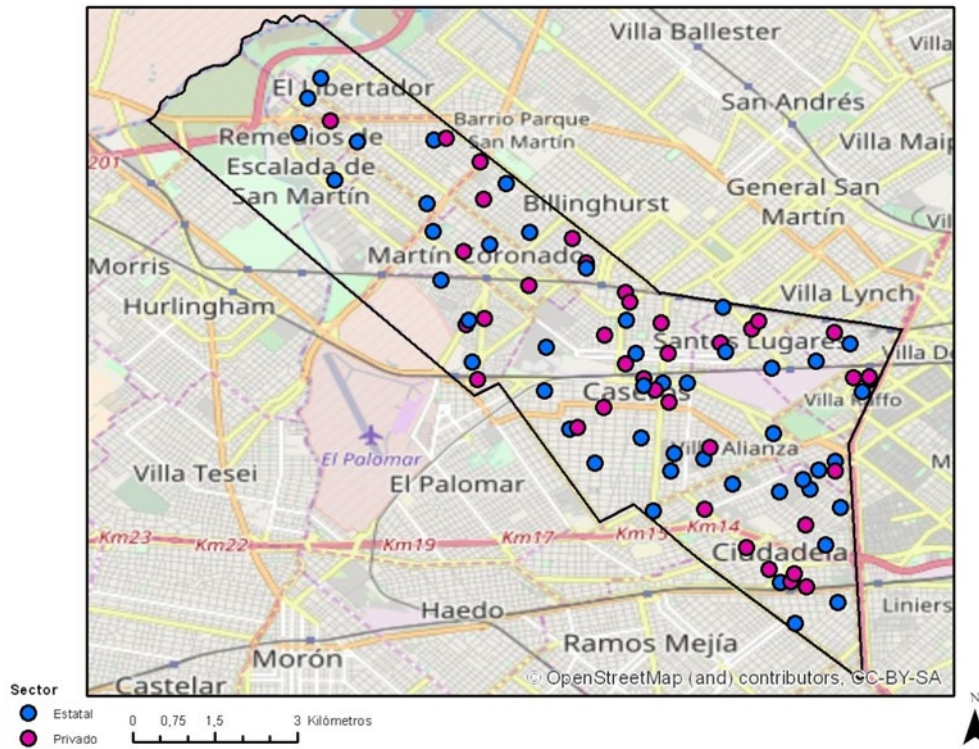 Villa Ballester
Villa
El Libertador
San Andrés
Barrio Parque
San Martín
Villa Maip
201
Remedios de
Escalada de
San Martín
General San
Martín
Billinghurst
Vil
Martín Coronado
Morris
Hurlingham
Villa Lynch
Santos Lugare
Villa De
Caseros
Villa Raffo
Villa Alianza
El Palomar
Villa Tesei
El Palomar
M
Km23
Km22
Km19
Km17
Km15
Km14
Ciudadela
Haedo
Liniers
Ramos Mejía
Morón
Castelar
© OpenStreetMap (and) contributors, CC-BY-SA
Sector
Estatal
Privado
0 0,75 1,5 3 Kilómetros
N